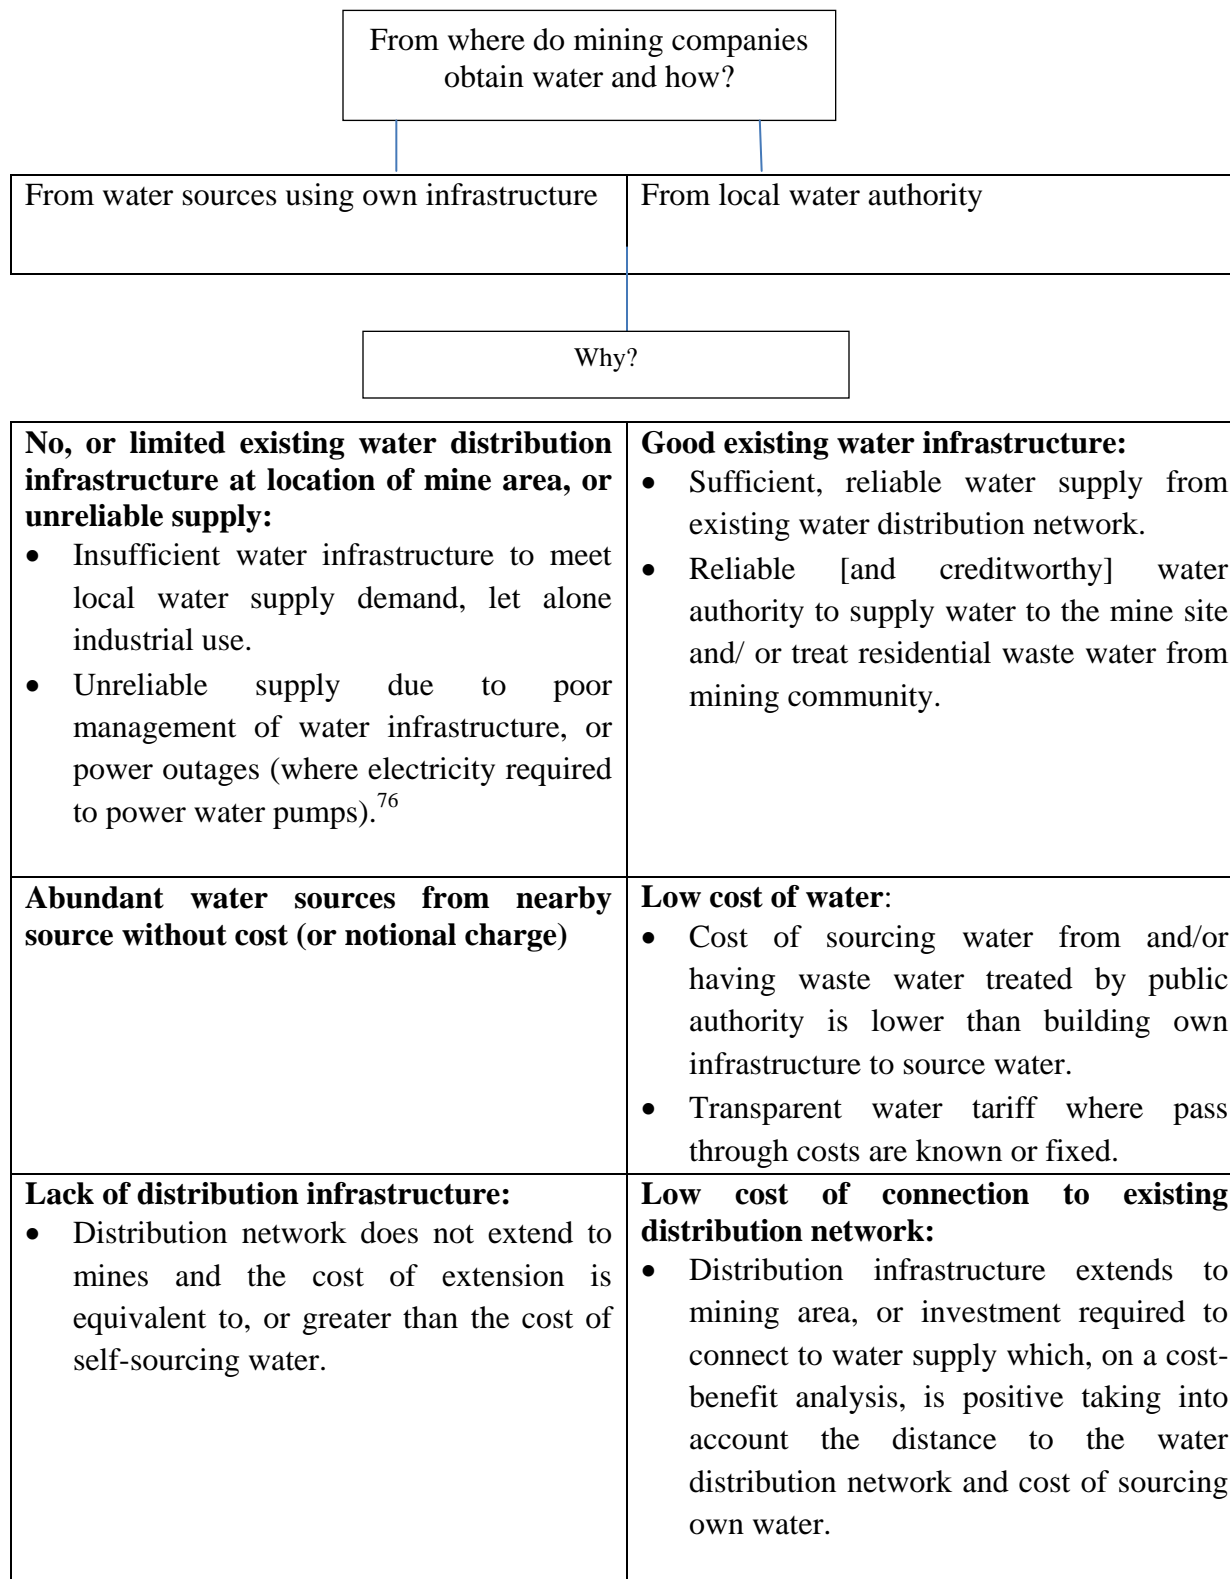 From where do mining companies
obtain water and how?
From water sources using own infrastructure
From local water authority
Why?
No, or limited existing water distribution
infrastructure at location of mine area, or
unreliable supply:
• Insufficient water infrastructure to meet
local water supply demand, let alone
industrial use.
• Unreliable supply due to poor
management of water infrastructure, or
power outages (where electricity required
to power water pumps).76
Good existing water infrastructure:
• Sufficient, reliable water supply from
existing water distribution network.
• Reliable [and creditworthy] water
authority to supply water to the mine site
and/ or treat residential waste water from
mining community.
Abundant water sources from nearby
source without cost (or notional charge)
Low cost of water:
• Cost of sourcing water from and/or
having waste water treated by public
authority is lower than building own
infrastructure to source water.
• Transparent water tariff where pass
through costs are known or fixed.
Lack of distribution infrastructure:
• Distribution network does not extend to
mines and the cost of extension is
equivalent to, or greater than the cost of
self-sourcing water.
Low cost of connection to existing
distribution network:
• Distribution infrastructure extends to
mining area, or investment required to
connect to water supply which, on a cost-
benefit analysis, is positive taking into
account the distance to the water
distribution network and cost of sourcing
own water.